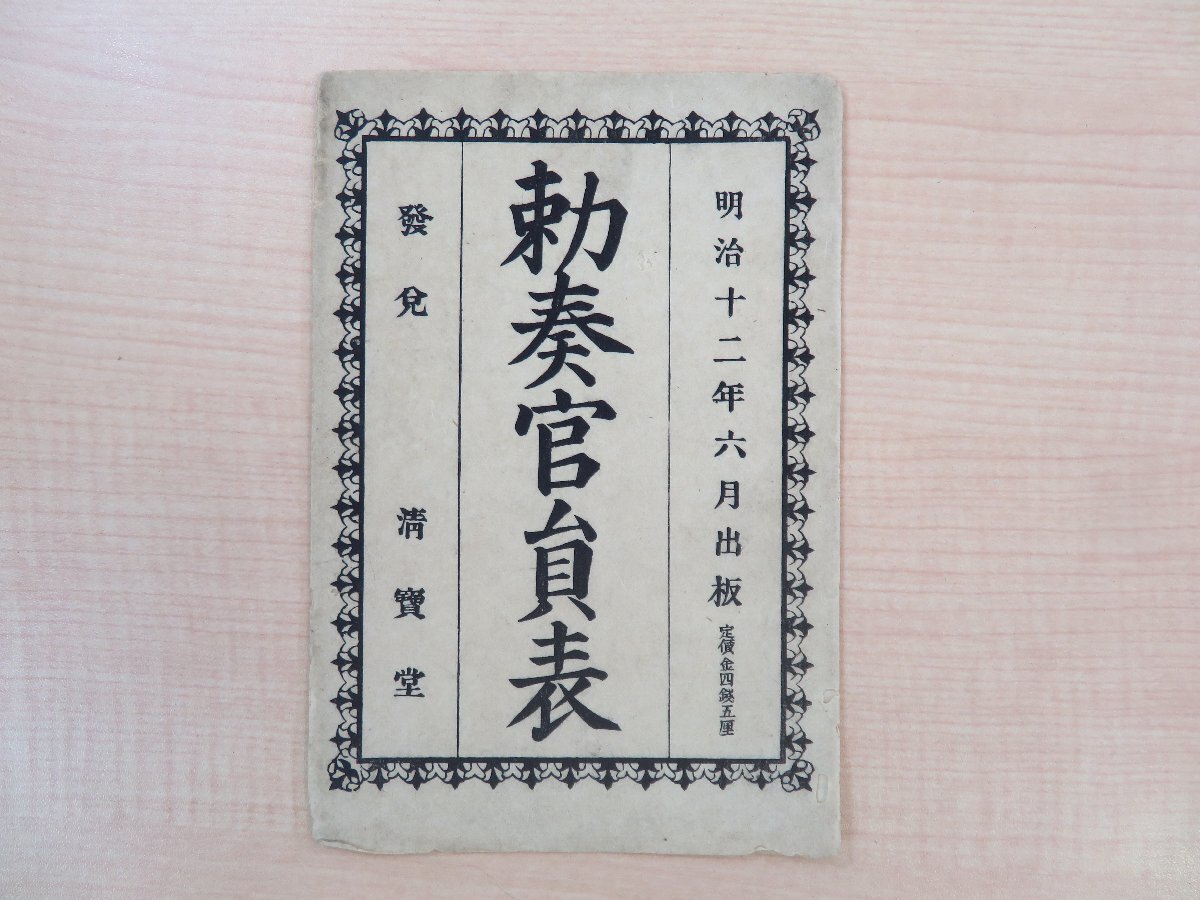 明治十二年六月出板 定價金四錢五厘
勅奏官員表
發兌 清寶堂